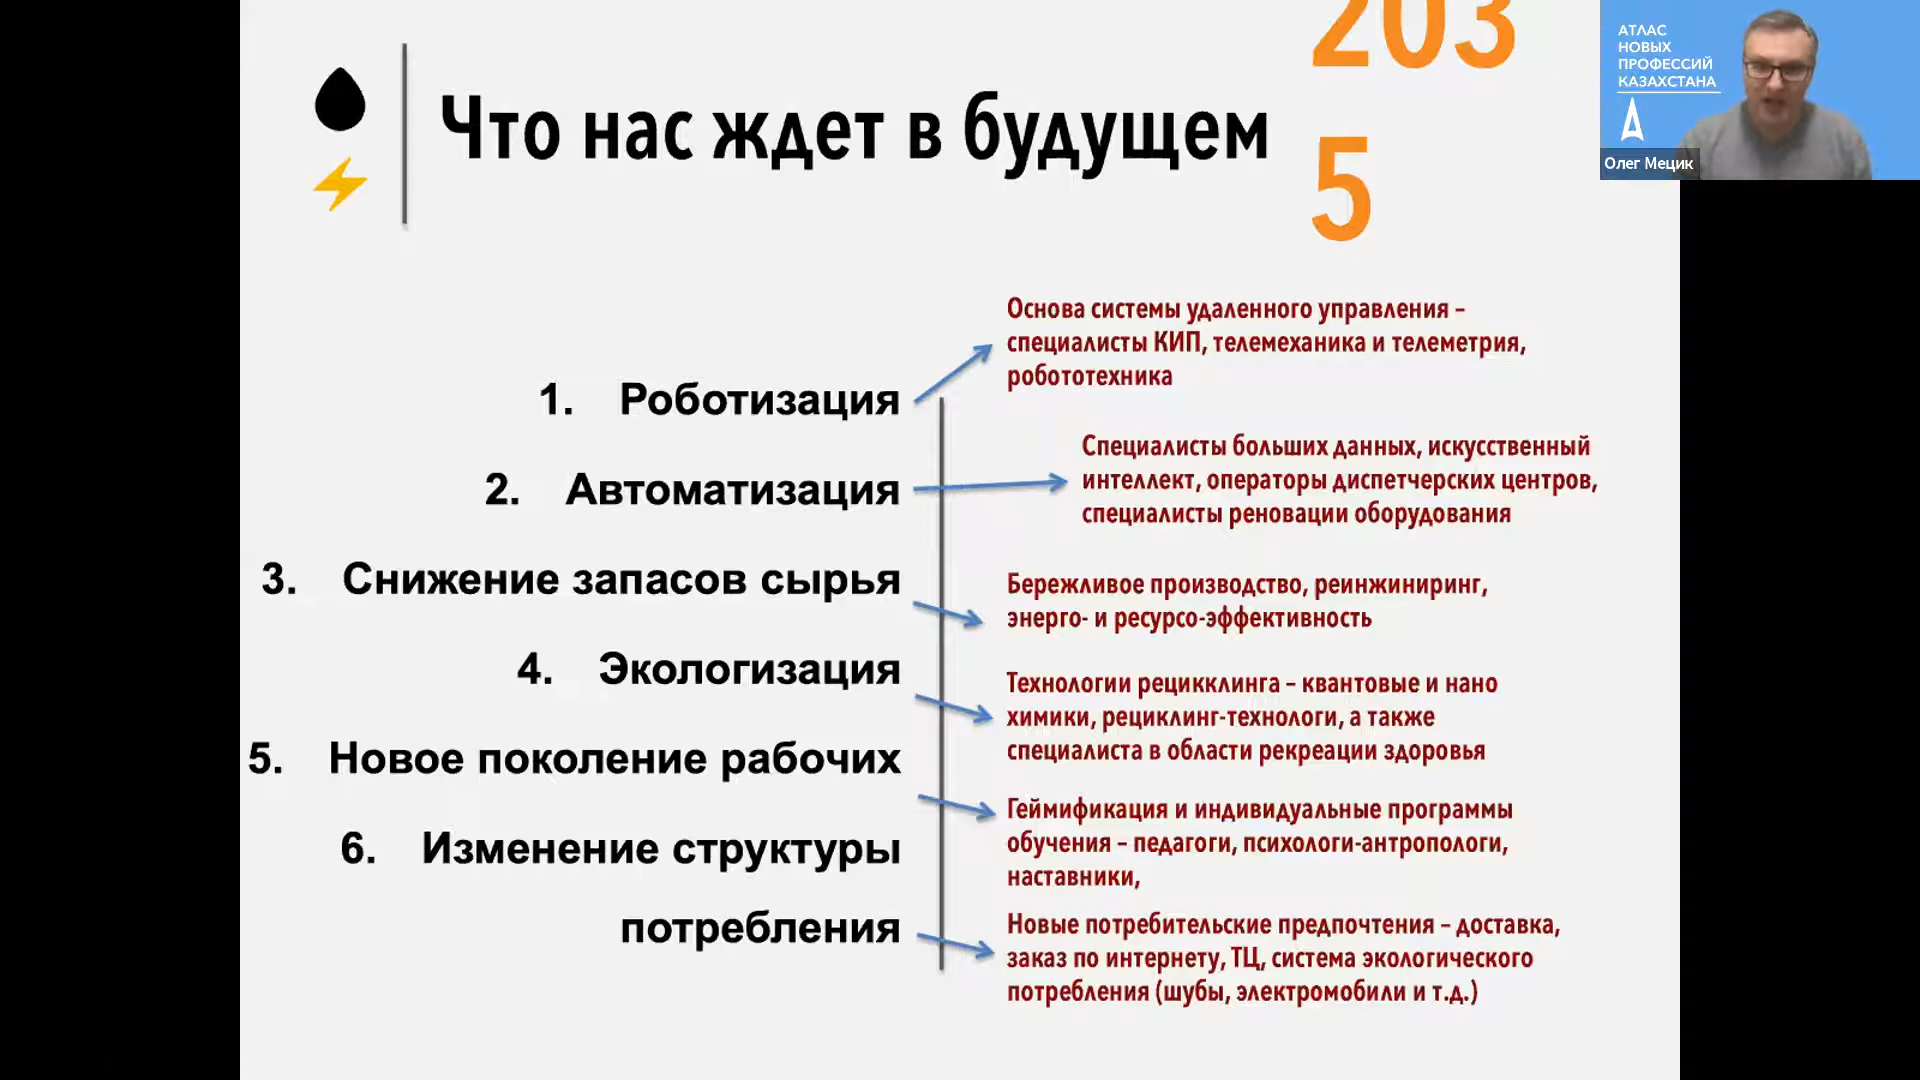 Что нас ждет в будущем
203
5
АТЛАС
НОВЫХ
ПРОФЕССИЙ
КАЗАХСТАНА
Олег Мецик
1. Роботизация
Основа системы удаленного управления –
специалисты КИП, телемеханика и телеметрия,
робототехника
2. Автоматизация
Специалисты больших данных, искусственный
интеллект, операторы диспетчерских центров,
специалисты реновации оборудования
3. Снижение запасов сырья
Бережливое производство, реинжиниринг,
энерго- и ресурсо-эффективность
4. Экологизация
Технологии рецикклинга – квантовые и нано
химики, рециклинг-технологи, а также
специалиста в области рекреации здоровья
5. Новое поколение рабочих
Геймификация и индивидуальные программы
обучения – педагоги, психологи-антропологи,
наставники,
6. Изменение структуры
потребления
Новые потребительские предпочтения – доставка,
заказ по интернету, ТЦ, система экологического
потребления (шубы, электромобили и т.д.)